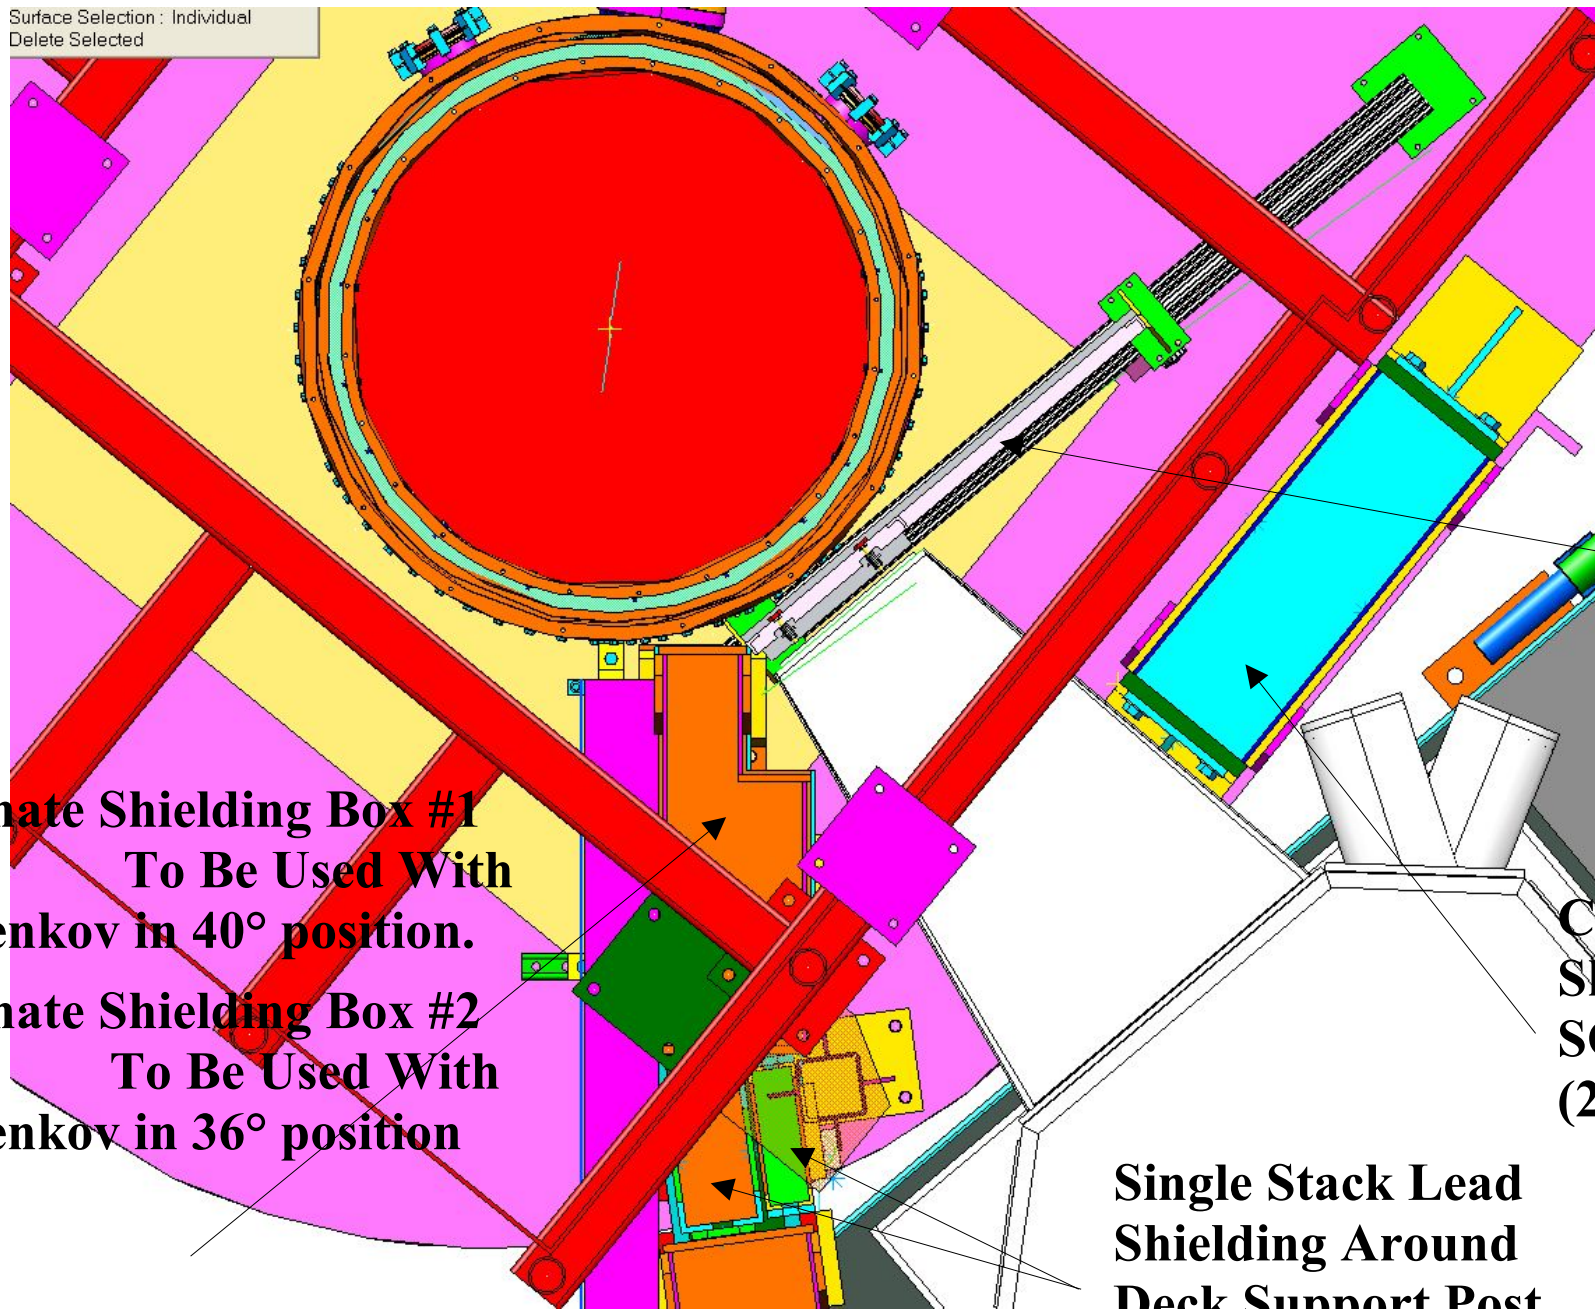 Surface Selection : Individual
Delete Selected
nate Shielding Box #1
To Be Used With
enkov in 40° position.
nate Shielding Box #2
To Be Used With
enkov in 36° position
(2
Single Stack Lead
Shielding Around
Deck Support Post